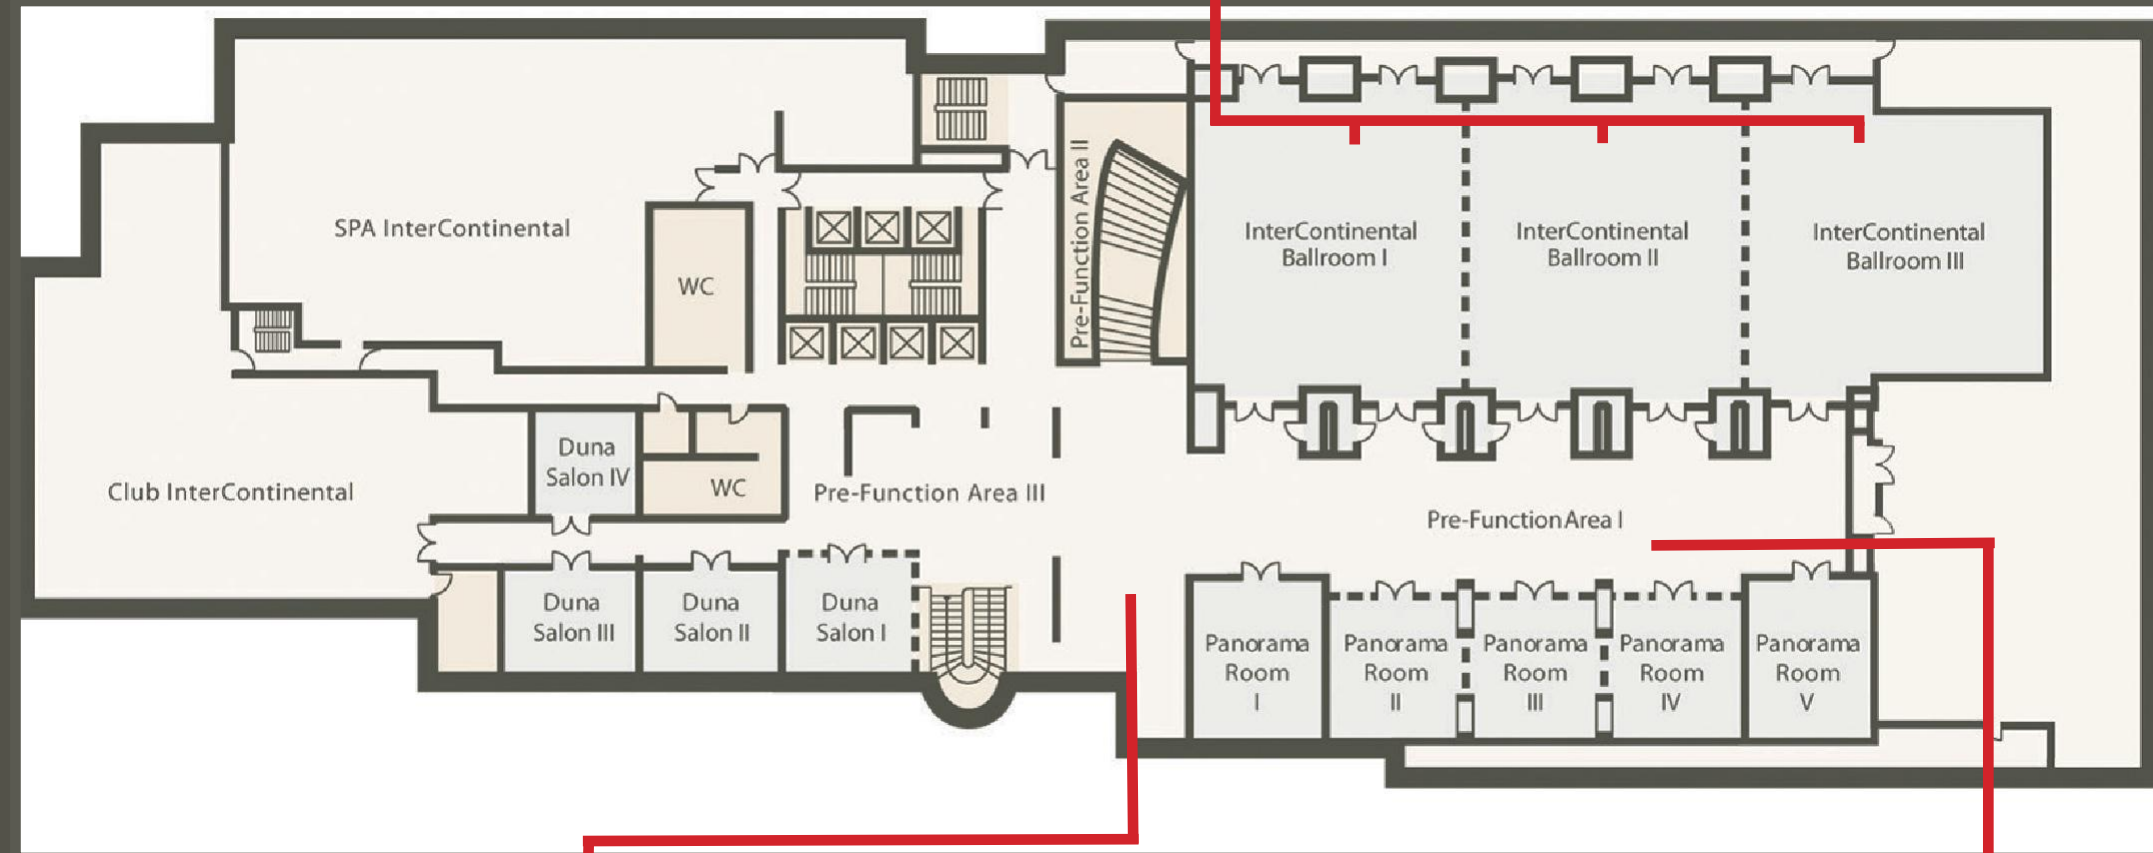 SPA InterContinental
WC
Pre-Function Area II
InterContinental
Ballroom I
InterContinental
Ballroom II
InterContinental
Ballroom III
Club InterContinental
Duna
Salon IV
WC
Pre-Function Area III
Pre-Function Area I
Duna
Salon III
Duna
Salon II
Duna
Salon I
Panorama
Room
I
Panorama
Room
II
Panorama
Room
III
Panorama
Room
IV
Panorama
Room
V